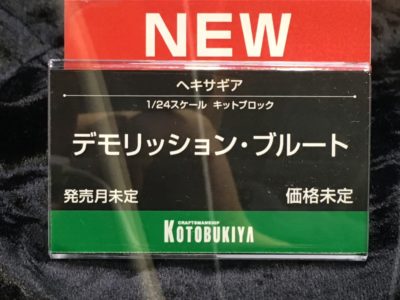 NEW
ヘキサギア
1/24スケール キットブロック
デモリッション・ブルート
発売月未定 価格未定
CRAFTSMANSHIP
KOTOBUKIYA